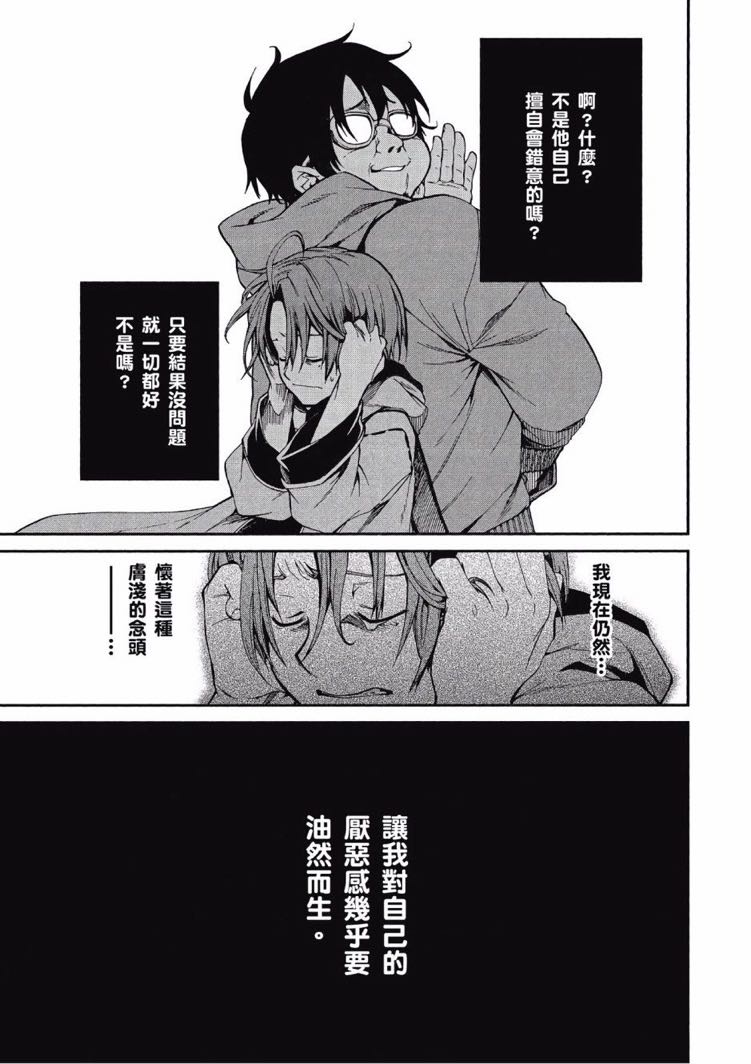 啊？什麼？
不是他自己
擅自會錯意的嗎？
只要結果沒問題
就一切都好
不是嗎？
我現在仍然…
懷著這種
膚淺的念頭
──…
讓我對自己的
厭惡感幾乎要
油然而生。